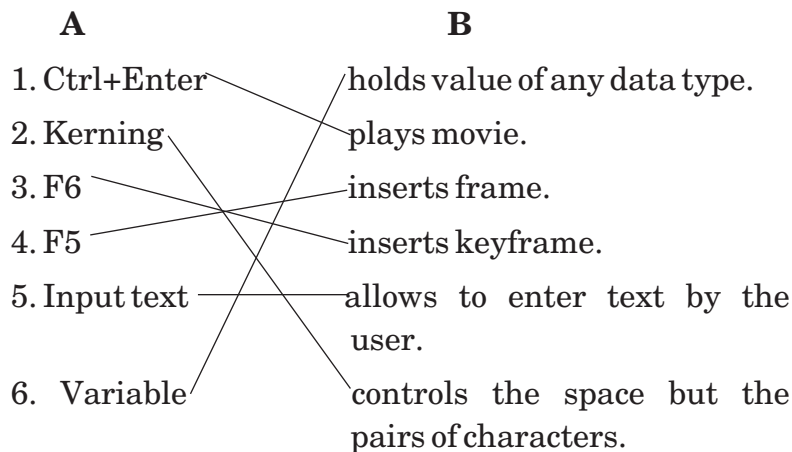 A B
1. Ctrl+Enter holds value of any data type.
2. Kerning plays movie.
3. F6 inserts frame.
4. F5 inserts keyframe.
5. Input text allows to enter text by the
user.
6. Variable controls the space but the
pairs of characters.